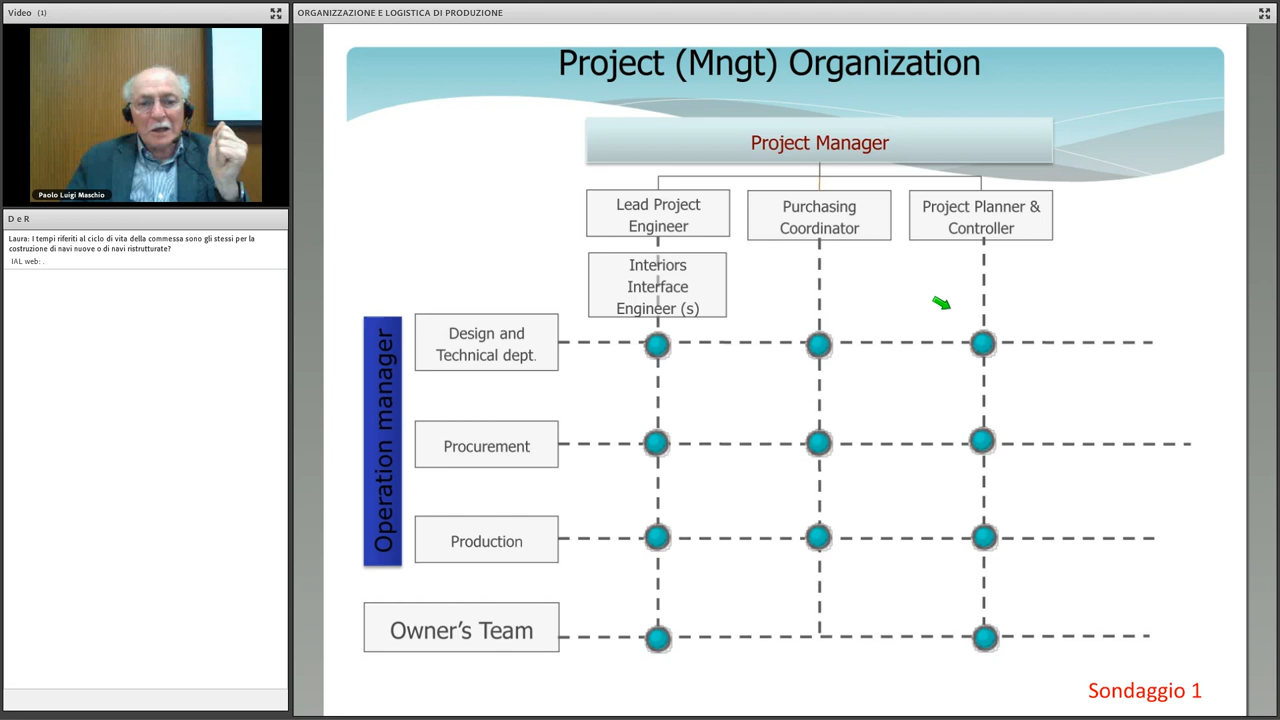 Video (1)
ORGANIZZAZIONE E LOGISTICA DI PRODUZIONE
Paolo Luigi Maschio
D e R
Laura: I tempi riferiti al ciclo di vita della commessa sono gli stessi per la
costruzione di navi nuove o di navi ristrutturate?
IAL web: .
Project (Mngt) Organization
Project Manager
Lead Project
Engineer
Purchasing
Coordinator
Project Planner &
Controller
Interiors
Interface
Engineer (s)
Operation manager
Design and
Technical dept.
Procurement
Production
Owner’s Team
Sondaggio 1